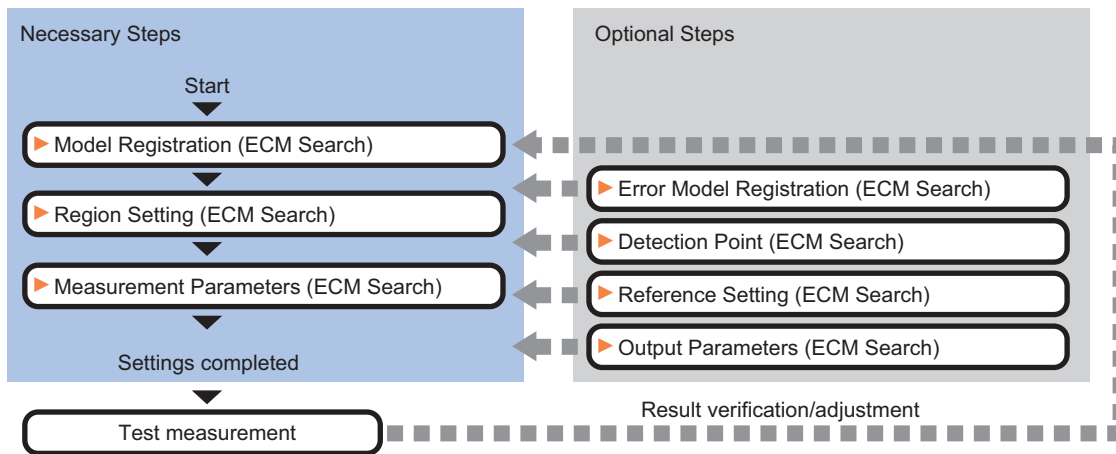 Necessary Steps
Start
Model Registration (ECM Search)
Region Setting (ECM Search)
Measurement Parameters (ECM Search)
Settings completed
Test measurement
Optional Steps
Error Model Registration (ECM Search)
Detection Point (ECM Search)
Reference Setting (ECM Search)
Output Parameters (ECM Search)
Result verification/adjustment